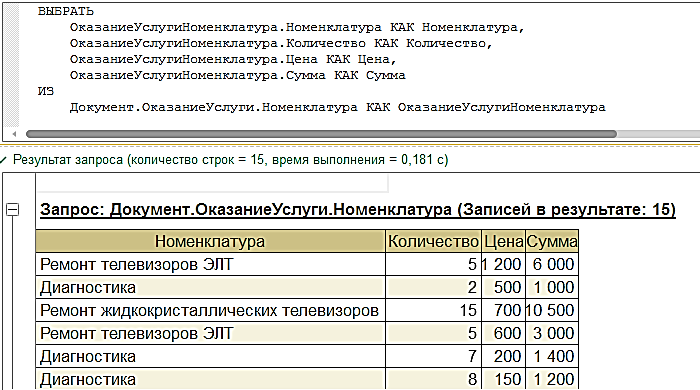 ВЫБРАТЬ
ОказаниеУслугиНоменклатура.Номенклатура КАК Номенклатура,
ОказаниеУслугиНоменклатура.Количество КАК Количество,
ОказаниеУслугиНоменклатура.Цена КАК Цена,
ОказаниеУслугиНоменклатура.Сумма КАК Сумма
ИЗ
Документ.ОказаниеУслуги.Номенклатура КАК ОказаниеУслугиНоменклатура
Результат запроса (количество строк = 15, время выполнения = 0,181 с)
Запрос: Документ.ОказаниеУслуги.Номенклатура (Записей в результате: 15)
Номенклатура Количество Цена Сумма
Ремонт телевизоров ЭЛТ 5 1 200 6 000
Диагностика 2 500 1 000
Ремонт жидкокристаллических телевизоров 15 700 10 500
Ремонт телевизоров ЭЛТ 5 600 3 000
Диагностика 7 200 1 400
Диагностика 8 150 1 200